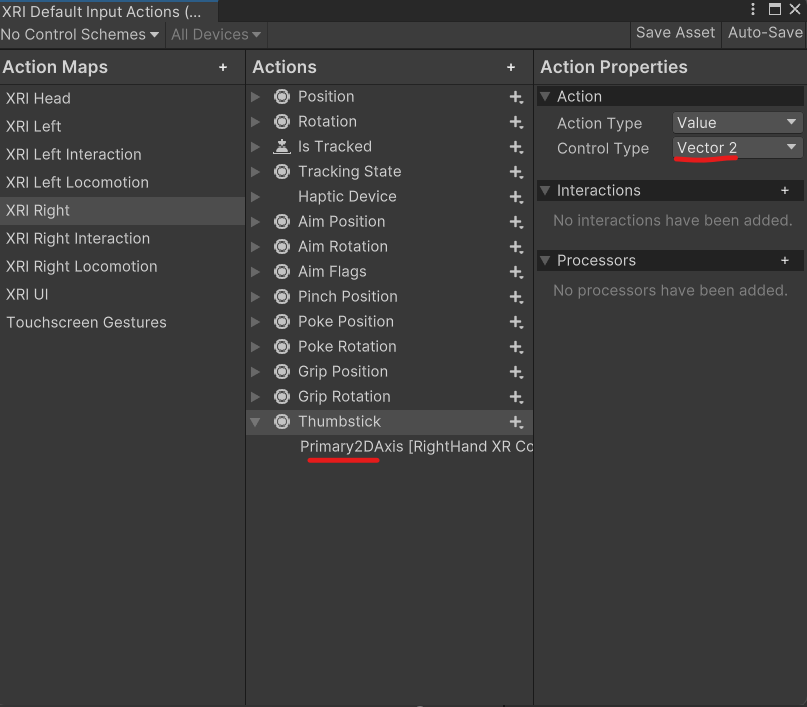 XRI Default Input Actions (...
No Control Schemes
All Devices
Save Asset
Auto-Save
Action Maps
+
XRI Head
XRI Left
XRI Left Interaction
XRI Left Locomotion
XRI Right
XRI Right Interaction
XRI Right Locomotion
XRI UI
Touchscreen Gestures
Actions
+
Position
Rotation
Is Tracked
Tracking State
Haptic Device
Aim Position
Aim Rotation
Aim Flags
Pinch Position
Poke Position
Poke Rotation
Grip Position
Grip Rotation
Thumbstick
Primary2DAxis [RightHand XR Co
Action Properties
Action
Action Type Value
Control Type Vector 2
Interactions +
No interactions have been added.
Processors +
No processors have been added.